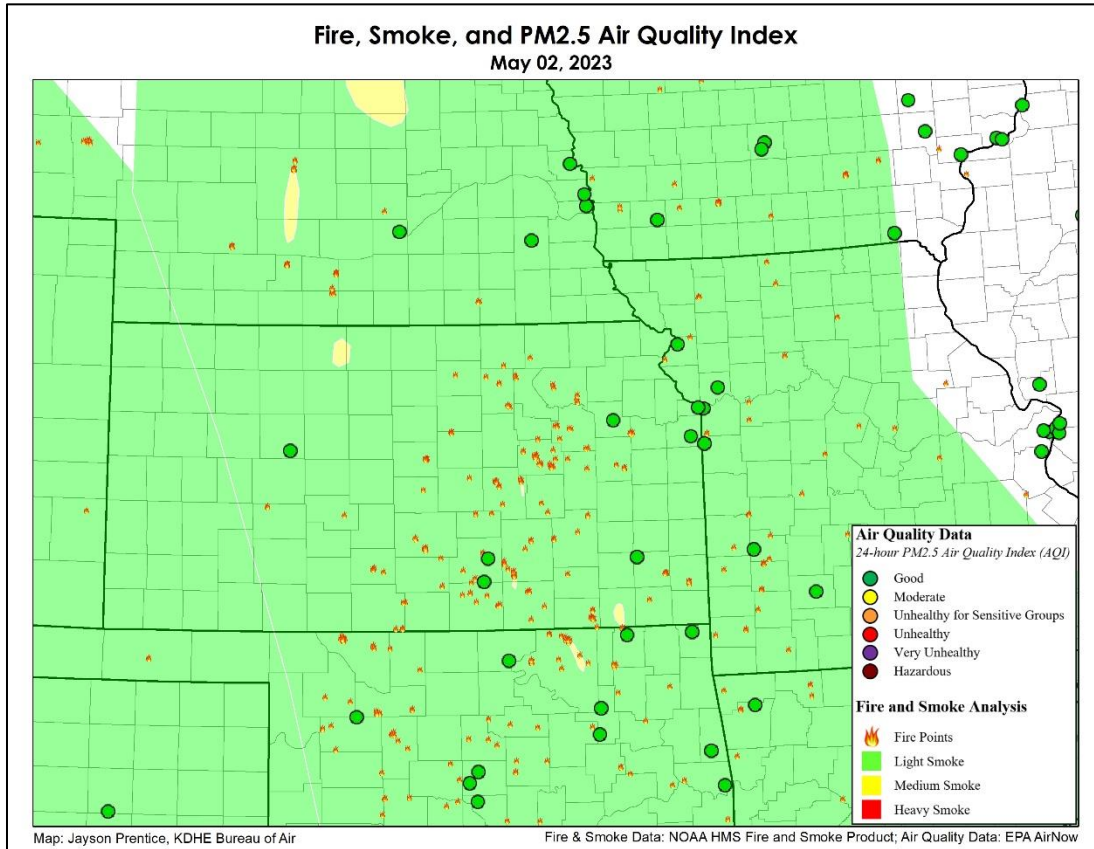 Fire, Smoke, and PM2.5 Air Quality Index
May 02, 2023
Air Quality Data
24-hour PM2.5 Air Quality Index (AQI)
Good
Moderate
Unhealthy for Sensitive Groups
Unhealthy
Very Unhealthy
Hazardous
Fire and Smoke Analysis
Fire Points
Light Smoke
Medium Smoke
Heavy Smoke
Map: Jayson Prentice, KDHE Bureau of Air
Fire & Smoke Data: NOAA HMS Fire and Smoke Product; Air Quality Data: EPA AirNow